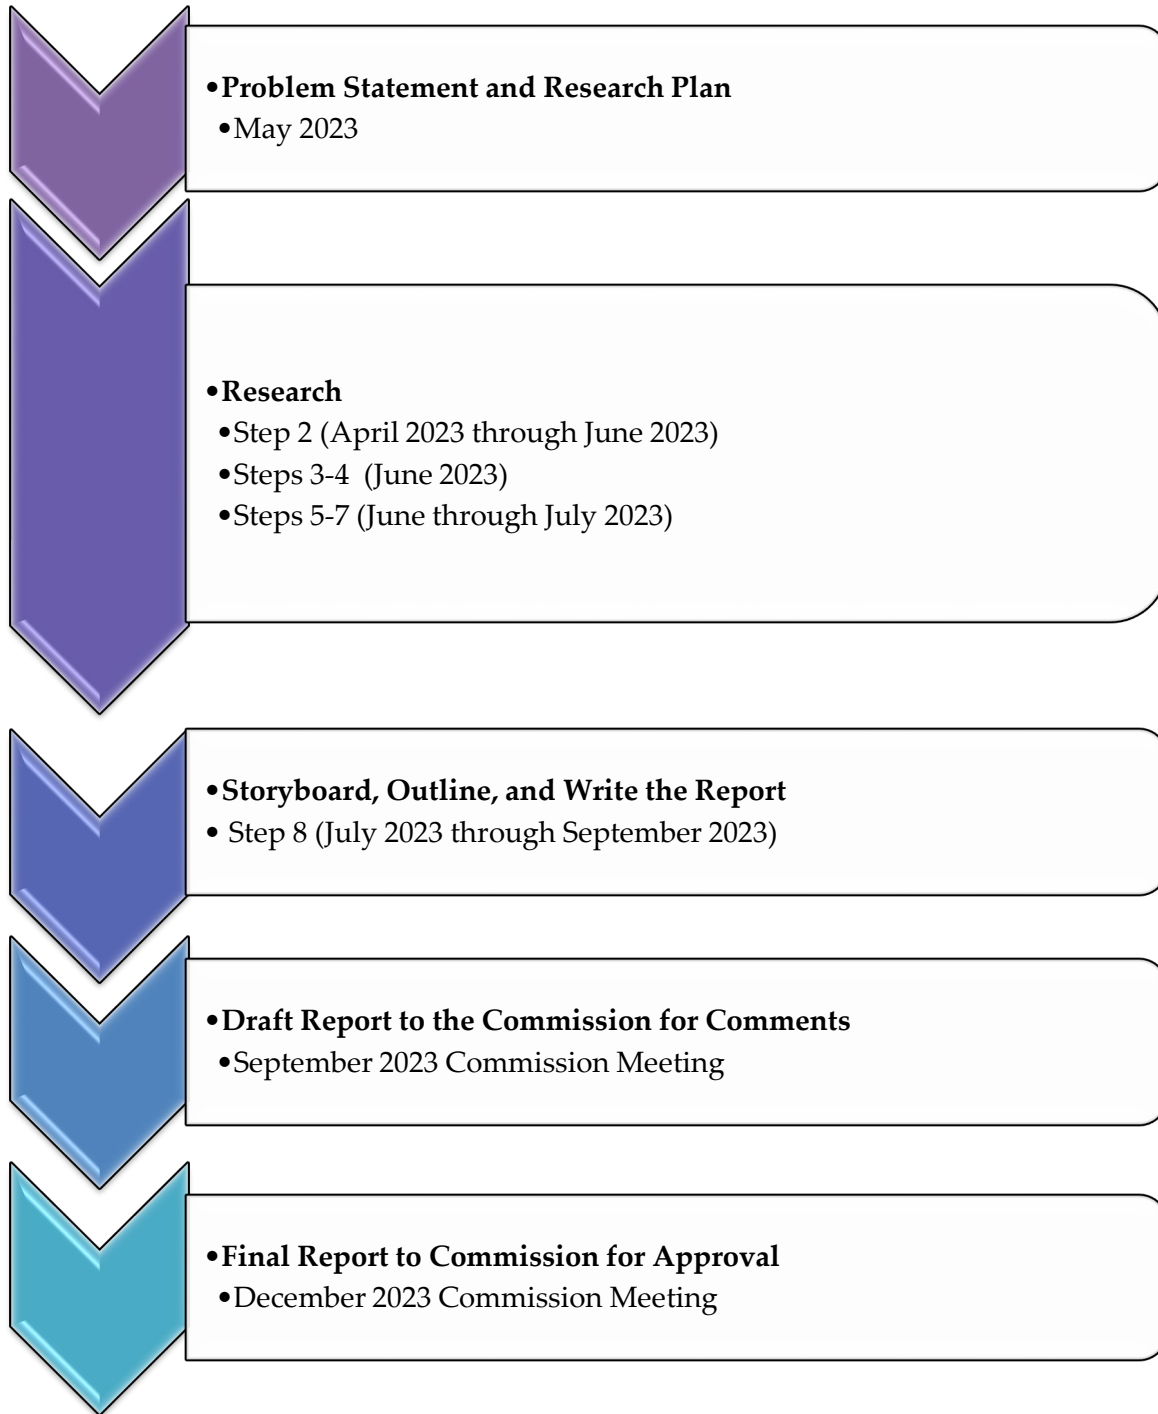 •Problem Statement and Research Plan
•May 2023
•Research
•Step 2 (April 2023 through June 2023)
•Steps 3-4  (June 2023)
•Steps 5-7 (June through July 2023)
•Storyboard, Outline, and Write the Report
• Step 8 (July 2023 through September 2023)
•Draft Report to the Commission for Comments
•September 2023 Commission Meeting
•Final Report to Commission for Approval
•December 2023 Commission Meeting